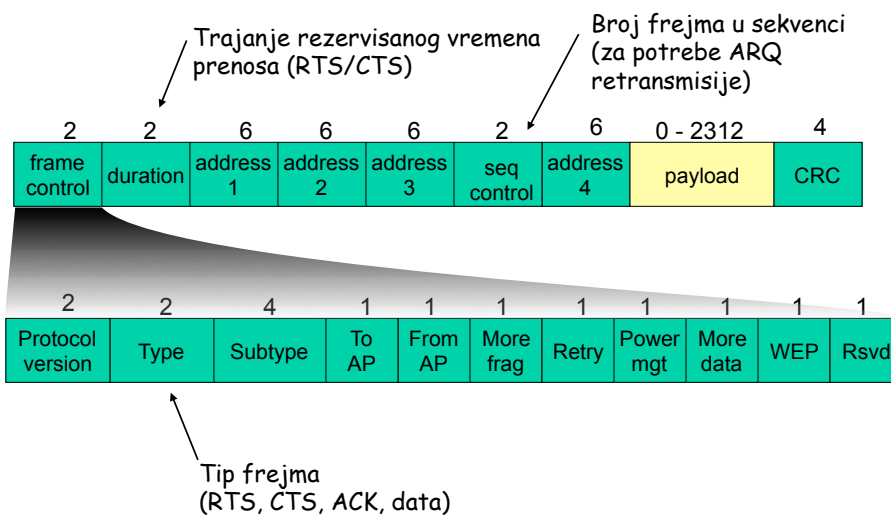 Trajanje rezervisanog vremena
prenosa (RTS/CTS)
Broj frejma u sekvenci
(za potrebe ARQ
retransmisije)
2 2 6 6 6 2 6 0 - 2312 4
frame control duration address 1 address 2 address 3 seq control address 4 payload CRC
2 2 4 1 1 1 1 1 1 1 1
Protocol version Type Subtype To AP From AP More frag Retry Power mgt More data WEP Rsvd
Tip frejma
(RTS, CTS, ACK, data)